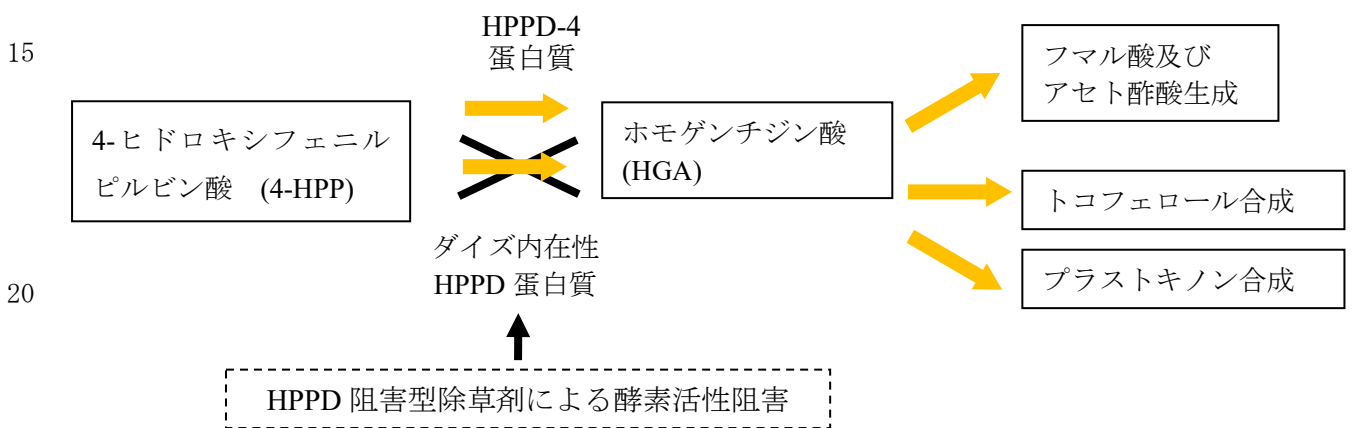 15
HPPD-4
蛋白質
4-ヒドロキシフェニル
ピルビン酸 (4-HPP)
ホモゲンチジン酸
(HGA)
フマル酸及び
アセト酢酸生成
トコフェロール合成
プラストキノン合成
ダイズ内在性
HPPD 蛋白質
20
HPPD 阻害型除草剤による酵素活性阻害